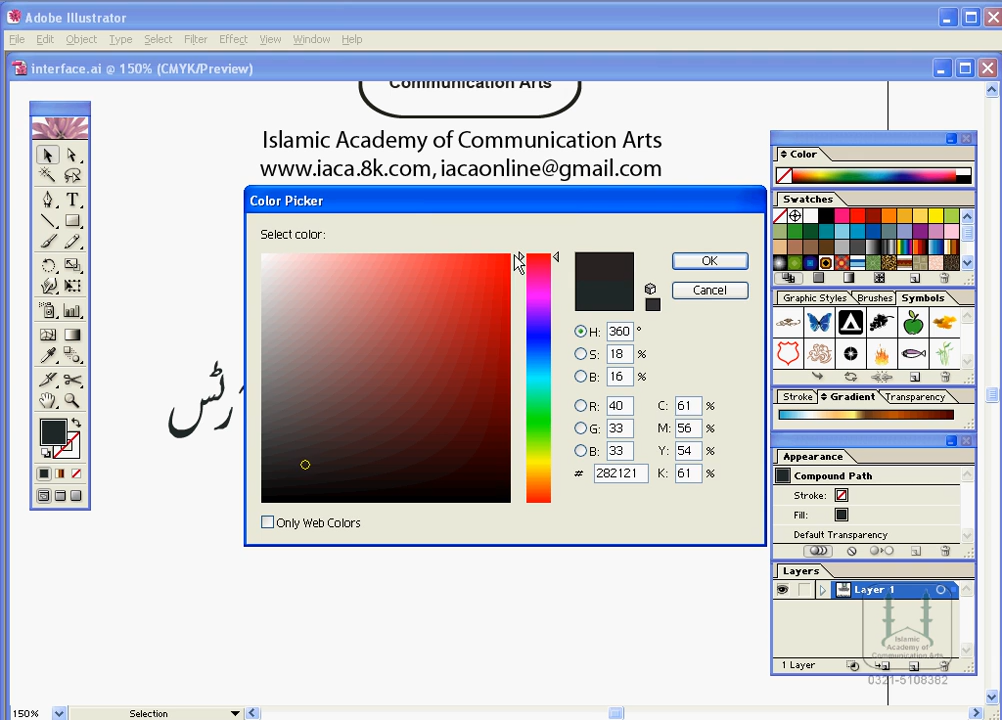 Adobe Illustrator
File Edit Object Type Select Filter Effect View Window Help
interface.ai @ 150% (CMYK/Preview)
Communication Arts
Islamic Academy of Communication Arts
www.iaca.8k.com, iacaonline@gmail.com
Color Picker
Select color:
OK
Cancel
H: 360 °
S: 18 %
B: 16 %
R: 40 C: 61 %
G: 33 M: 56 %
B: 33 Y: 54 %
# 282121 K: 61 %
Only Web Colors
رٹس
Color
Swatches
Graphic Styles Brushes Symbols
Stroke Gradient Transparency
Appearance
Compound Path
Stroke:
Fill:
Default Transparency
Layers
Layer 1
Islamic
Academy of
Communication Arts
1 Layer
0321-5108382
150% Selection